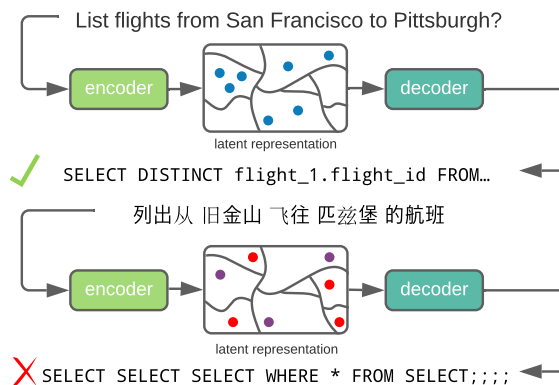 List flights from San Francisco to Pittsburgh?
encoder
decoder
latent representation
SELECT DISTINCT flight_1.flight_id FROM…
列出从 旧金山 飞往 匹兹堡 的航班
encoder
decoder
latent representation
SELECT SELECT SELECT WHERE * FROM SELECT;;;;